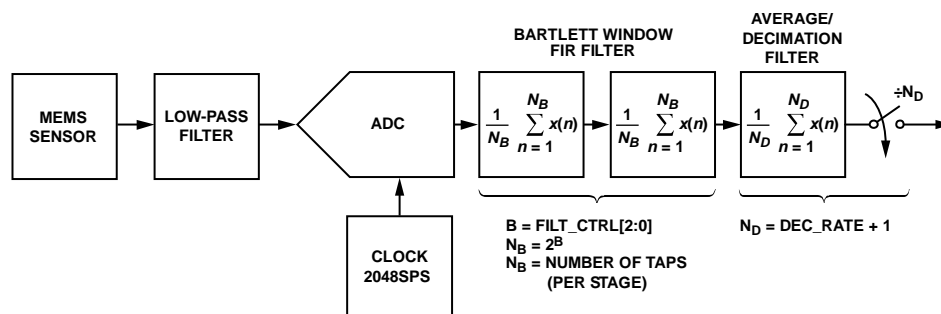 BARTLETT WINDOW
FIR FILTER
AVERAGE/
DECIMATION
FILTER
MEMS
SENSOR
LOW-PASS
FILTER
ADC
1/N_B N_B ∑ n = 1 x(n)
1/N_B N_B ∑ n = 1 x(n)
1/N_D N_D ∑ n = 1 x(n)
÷N_D
CLOCK
2048SPS
B = FILT_CTRL[2:0]
N_B = 2^B
N_B = NUMBER OF TAPS
(PER STAGE)
N_D = DEC_RATE + 1